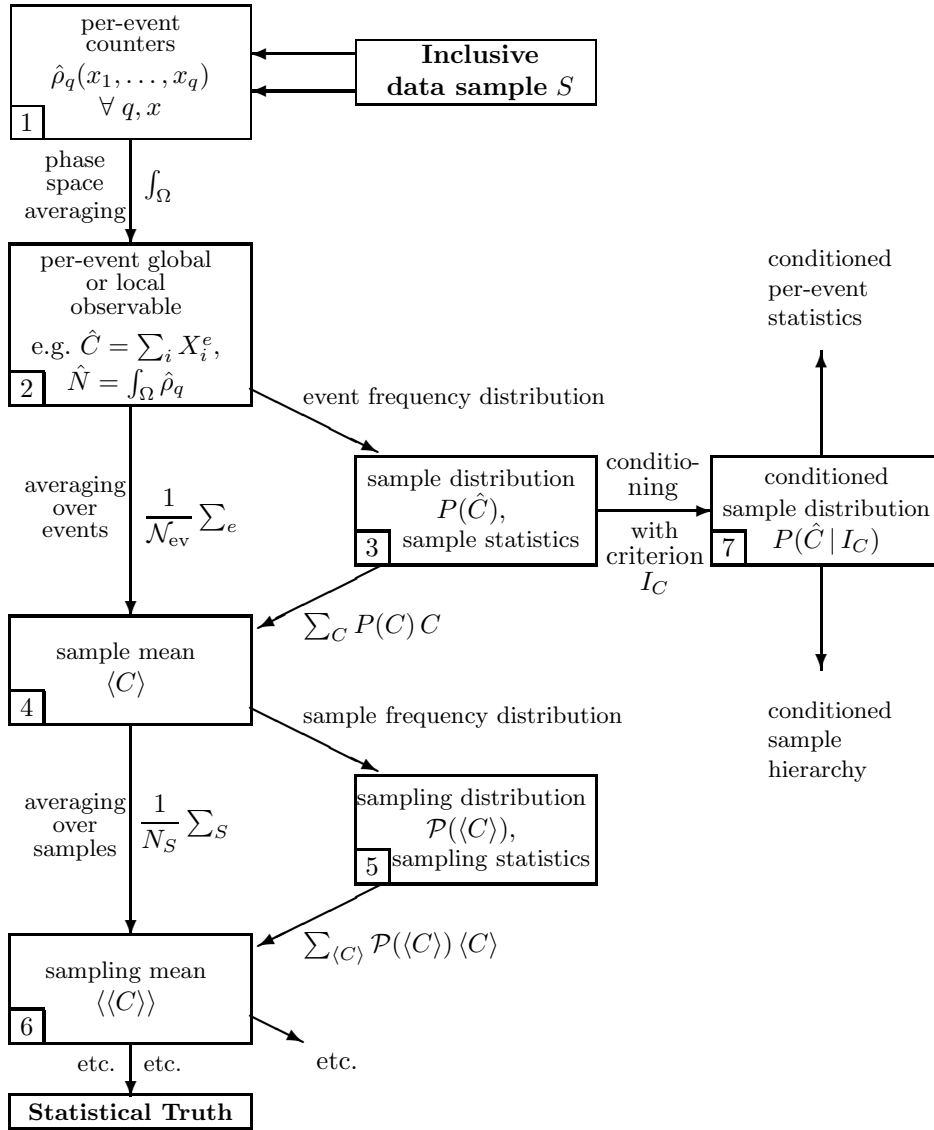 per-event
counters
ρ̂_q(x_1, . . . , x_q)
∀ q, x
1
Inclusive
data sample S
phase
space
averaging
∫_Ω
per-event global
or local
observable
e.g. Ĉ = ∑_i X_i^e,
N̂ = ∫_Ω ρ̂_q
2
event frequency distribution
averaging
over
events
1/𝒩_ev ∑_e
sample distribution
P(Ĉ),
sample statistics
3
conditio-
ning
with
criterion
I_C
conditioned
sample distribution
P(Ĉ | I_C)
7
conditioned
per-event
statistics
conditioned
sample
hierarchy
∑_C P(C) C
sample mean
⟨C⟩
4
sample frequency distribution
averaging
over
samples
1/N_S ∑_S
sampling distribution
𝒫(⟨C⟩),
sampling statistics
5
∑_⟨C⟩ 𝒫(⟨C⟩) ⟨C⟩
sampling mean
⟨⟨C⟩⟩
6
etc.
etc.
etc.
Statistical Truth